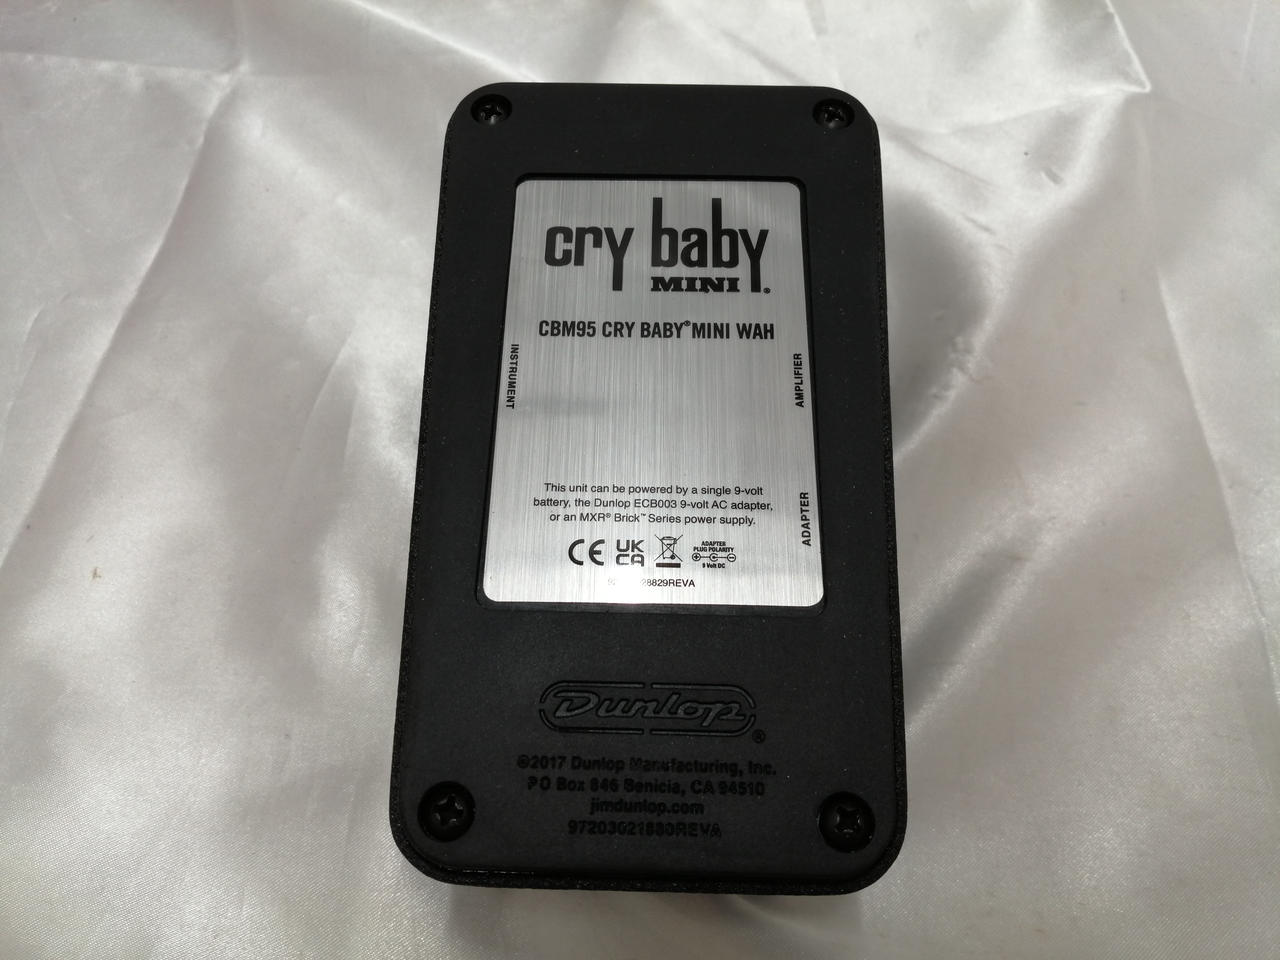 cry baby
MINI®
CBM95 CRY BABY® MINI WAH
INSTRUMENT
AMPLIFIER
ADAPTER
This unit can be powered by a single 9-volt
battery, the Dunlop ECB003 9-volt AC adapter,
or an MXR® Brick™ Series power supply.
CE
UK
CA
ADAPTER
PLUG POLARITY
9 Volt DC
Dunlop®
©2017 Dunlop Manufacturing, Inc.
PO Box 846 Benicia, CA 94510
jimdunlop.com